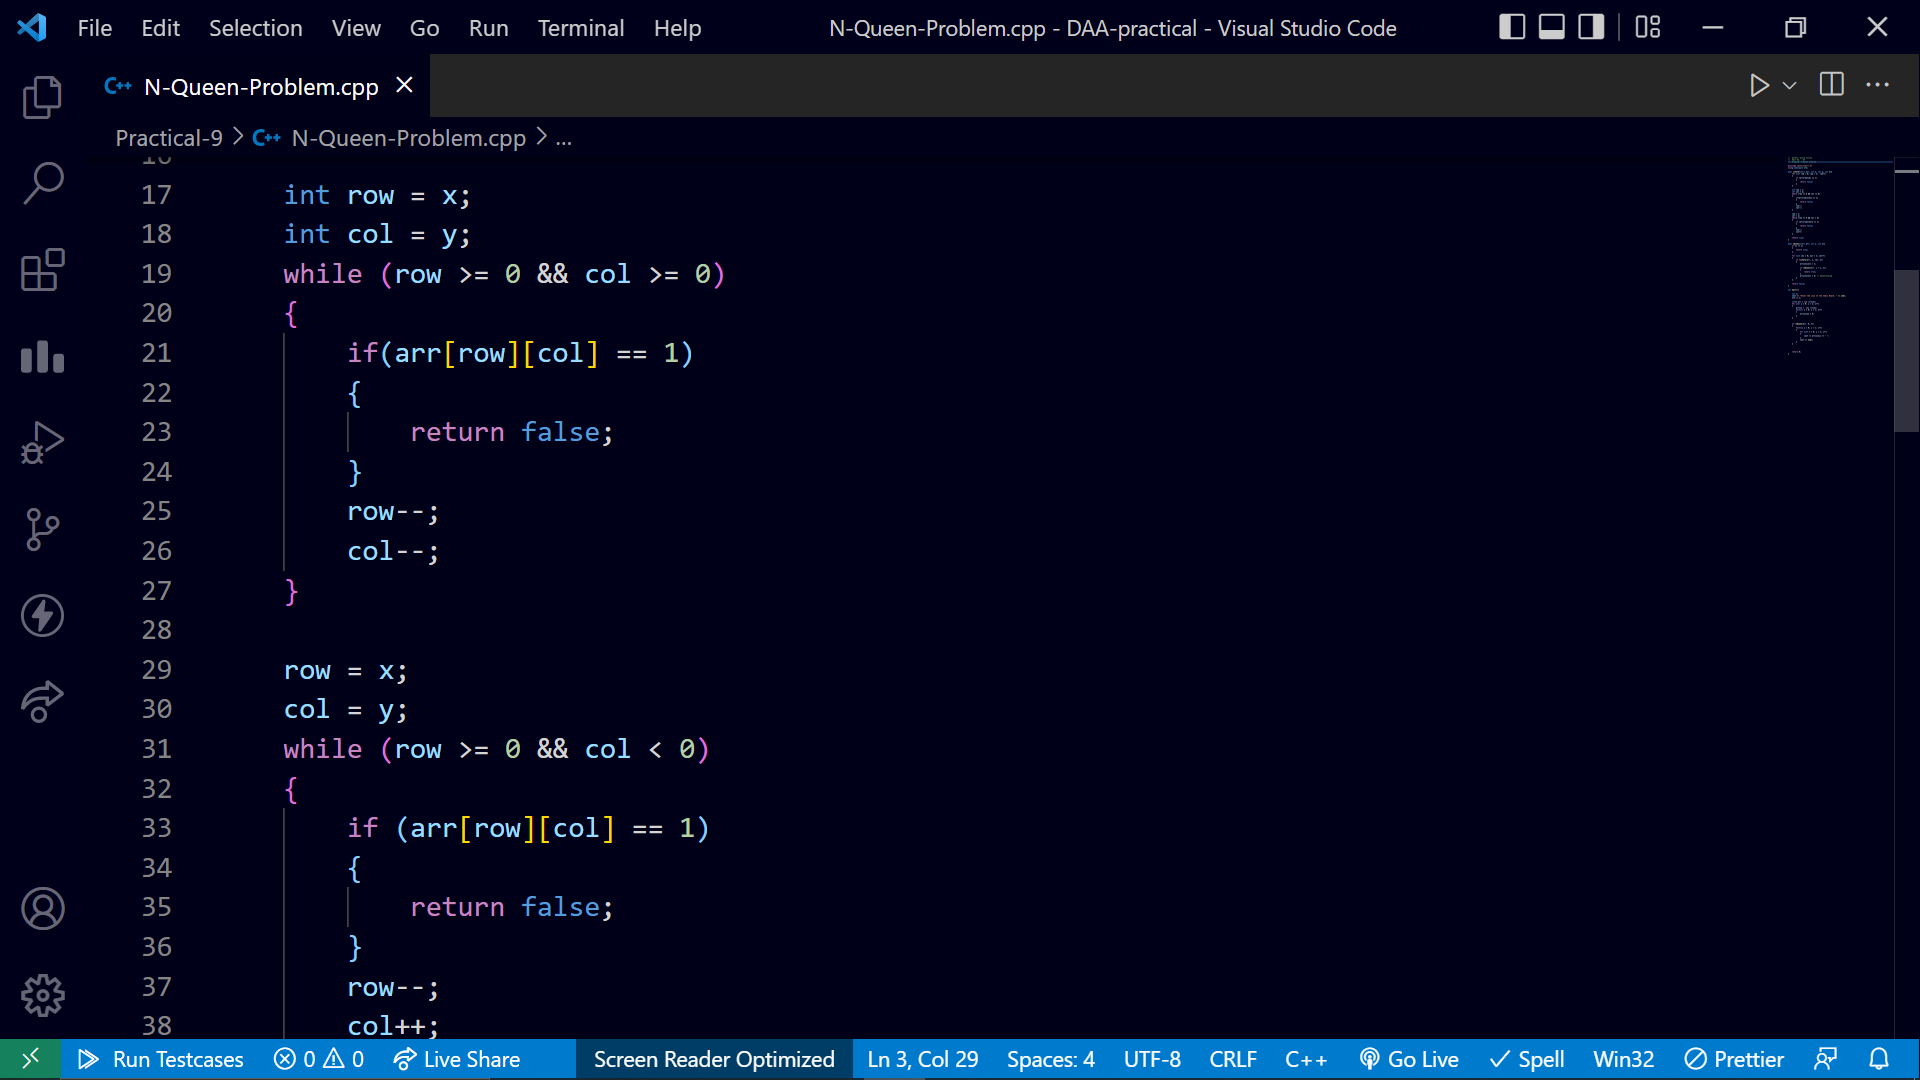 File Edit Selection View Go Run Terminal Help N-Queen-Problem.cpp - DAA-practical - Visual Studio Code
C++ N-Queen-Problem.cpp
Practical-9 > C++ N-Queen-Problem.cpp > ...
16
17 int row = x;
18 int col = y;
19 while (row >= 0 && col >= 0)
20 {
21 if(arr[row][col] == 1)
22 {
23 return false;
24 }
25 row--;
26 col--;
27 }
28
29 row = x;
30 col = y;
31 while (row >= 0 && col < 0)
32 {
33 if (arr[row][col] == 1)
34 {
35 return false;
36 }
37 row--;
38 col++;
Run Testcases 0 0 Live Share Screen Reader Optimized Ln 3, Col 29 Spaces: 4 UTF-8 CRLF C++ Go Live Spell Win32 Prettier